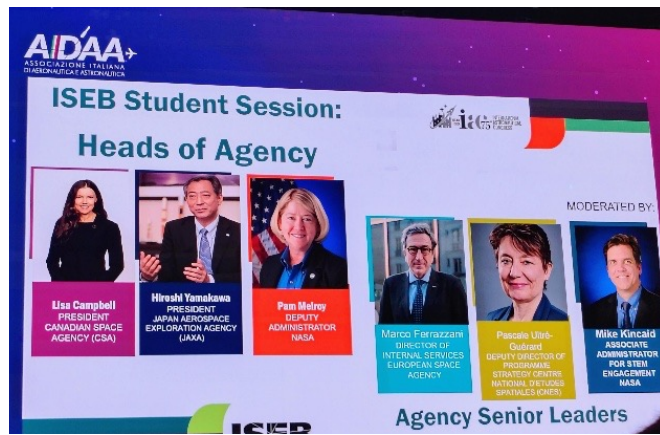 AIDAA
ASSOCIAZIONE ITALIANA
DI AERONAUTICA E ASTRONAUTICA
ISEB Student Session:
iac
Heads of Agency
MODERATED BY:
Lisa Campbell
PRESIDENT
CANADIAN SPACE
AGENCY (CSA)
Hiroshi Yamakawa
PRESIDENT
JAPAN AEROSPACE
EXPLORATION AGENCY
(JAXA)
Pam Melroy
DEPUTY
ADMINISTRATOR
NASA
Marco Ferrazzani
DIRECTOR OF
INTERNAL SERVICES
EUROPEAN SPACE
AGENCY
Pascale Ultré-
Guérard
DEPUTY DIRECTOR OF
PROGRAMME
STRATEGY CENTRE
NATIONAL D'ETUDES
SPATIALES (CNES)
Mike Kincaid
ASSOCIATE
ADMINISTRATOR
FOR STEM
ENGAGEMENT
NASA
ISEB
Agency Senior Leaders